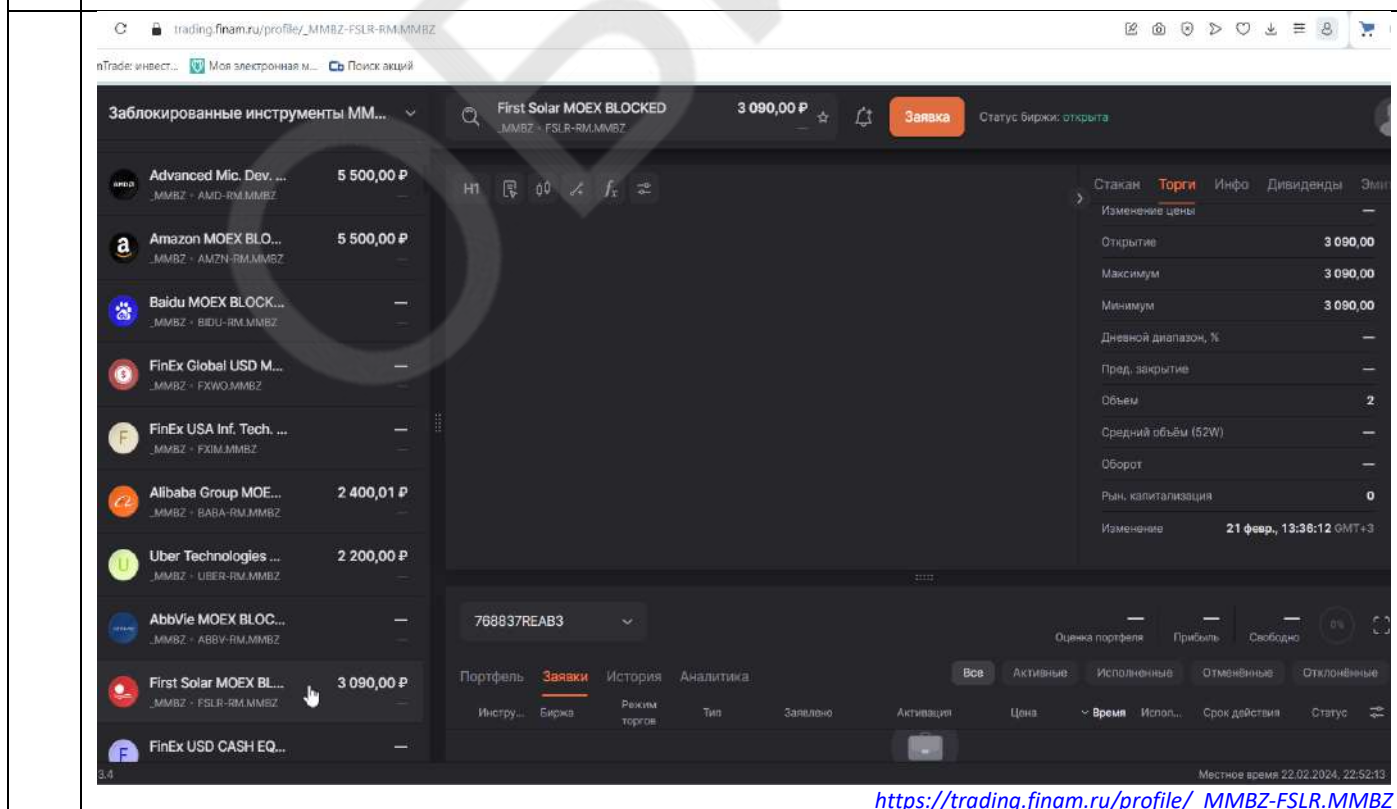 trading.finam.ru/profile/_MMBZ-FSLR-RM.MMBZ
nTrade: инвест... Моя электронная м... Поиск акций
Заблокированные инструменты ММ...
First Solar MOEX BLOCKED 3 090,00 ₽ Заявка Статус биржи: открыта
_MMBZ • FSLR-RM.MMBZ —
Advanced Mic. Dev. ... 5 500,00 ₽
_MMBZ • AMD-RM.MMBZ —
Amazon MOEX BLO... 5 500,00 ₽
_MMBZ • AMZN-RM.MMBZ —
Baidu MOEX BLOCK... —
_MMBZ • BIDU-RM.MMBZ —
FinEx Global USD M... —
_MMBZ • FXWO.MMBZ —
FinEx USA Inf. Tech. ... —
_MMBZ • FXIM.MMBZ —
Alibaba Group MOE... 2 400,01 ₽
_MMBZ • BABA-RM.MMBZ —
Uber Technologies ... 2 200,00 ₽
_MMBZ • UBER-RM.MMBZ —
AbbVie MOEX BLOC... —
_MMBZ • ABBV-RM.MMBZ —
First Solar MOEX BL... 3 090,00 ₽
_MMBZ • FSLR-RM.MMBZ —
FinEx USD CASH EQ... —
3.4
H1
Стакан Торги Инфо Дивиденды Эми
Изменение цены —
Открытие 3 090,00
Максимум 3 090,00
Минимум 3 090,00
Дневной диапазон, % —
Пред. закрытие —
Объем 2
Средний объём (52W) —
Оборот —
Рын. капитализация 0
Изменение 21 февр., 13:36:12 GMT+3
768837REAB3
Оценка портфеля — Прибыль — Свободно — 0%
Портфель Заявки История Аналитика
Все Активные Исполненные Отменённые Отклонённые
Инстру... Биржа Режим торгов Тип Заявлено Активация Цена Время Испол... Срок действия Статус
Местное время 22.02.2024, 22:52:13
https://trading.finam.ru/profile/_MMBZ-FSLR.MMBZ